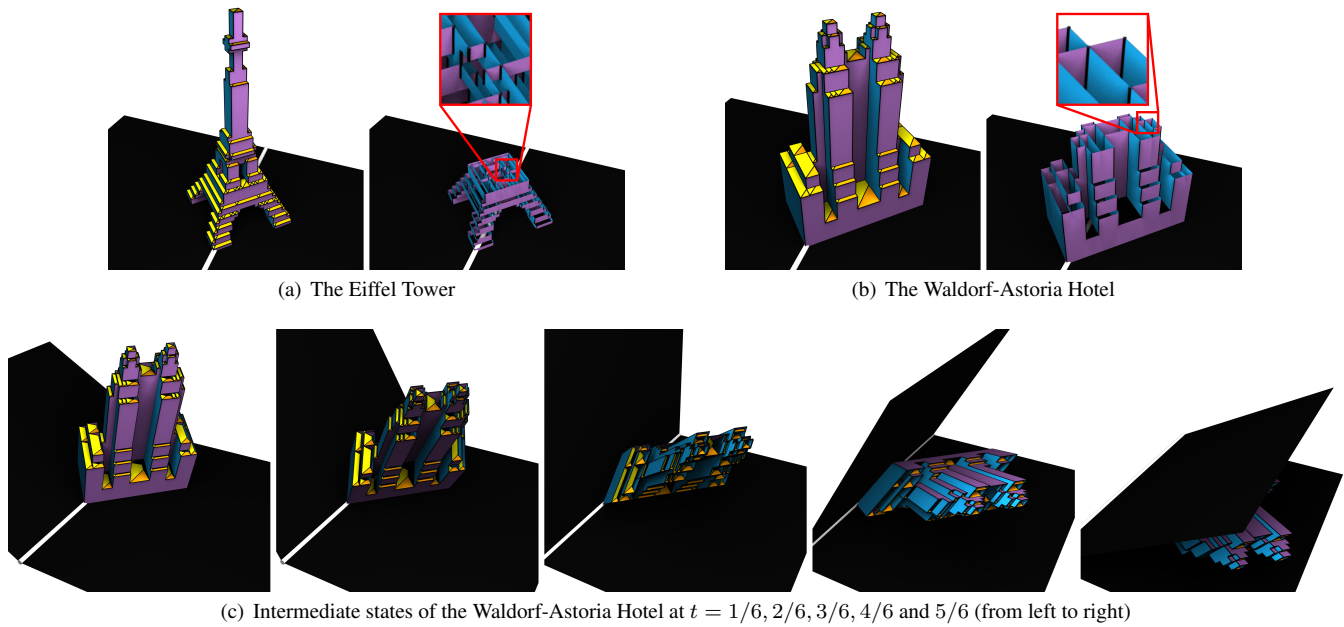 (a) The Eiffel Tower
(b) The Waldorf-Astoria Hotel
(c) Intermediate states of the Waldorf-Astoria Hotel at t = 1/6, 2/6, 3/6, 4/6 and 5/6 (from left to right)